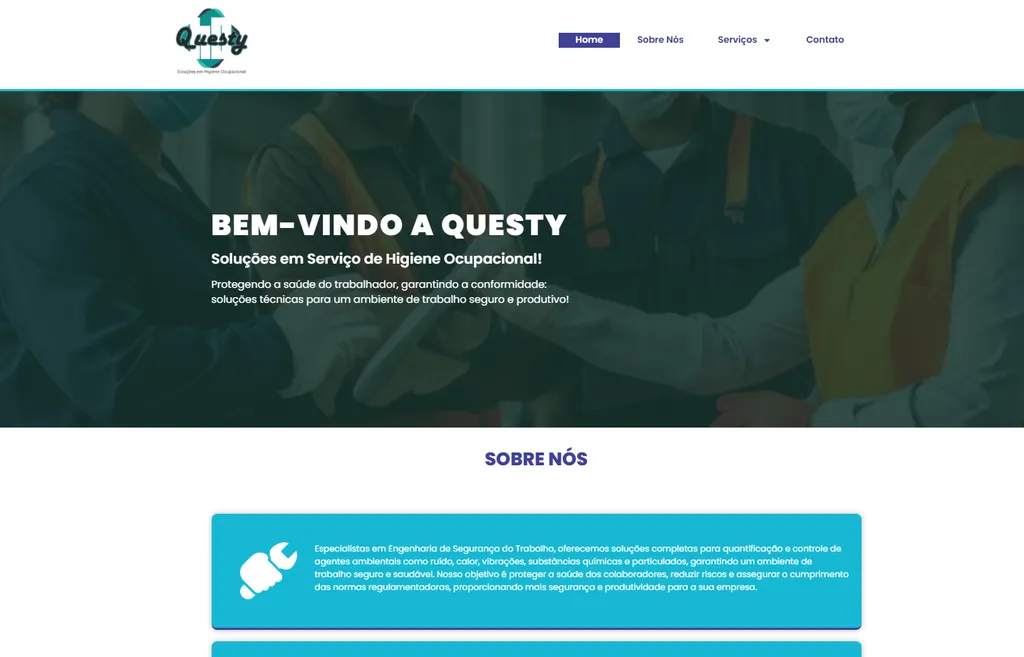 Questy
Soluções em Higiene Ocupacional
Home
Sobre Nós
Serviços
Contato
BEM-VINDO A QUESTY
Soluções em Serviço de Higiene Ocupacional!
Protegendo a saúde do trabalhador, garantindo a conformidade:
soluções técnicas para um ambiente de trabalho seguro e produtivo!
SOBRE NÓS
Especialistas em Engenharia de Segurança do Trabalho, oferecemos soluções completas para quantificação e controle de
agentes ambientais como ruído, calor, vibrações, substâncias químicas e particulados, garantindo um ambiente de
trabalho seguro e saudável. Nosso objetivo é proteger a saúde dos colaboradores, reduzir riscos e assegurar o cumprimento
das normas regulamentadoras, proporcionando mais segurança e produtividade para a sua empresa.